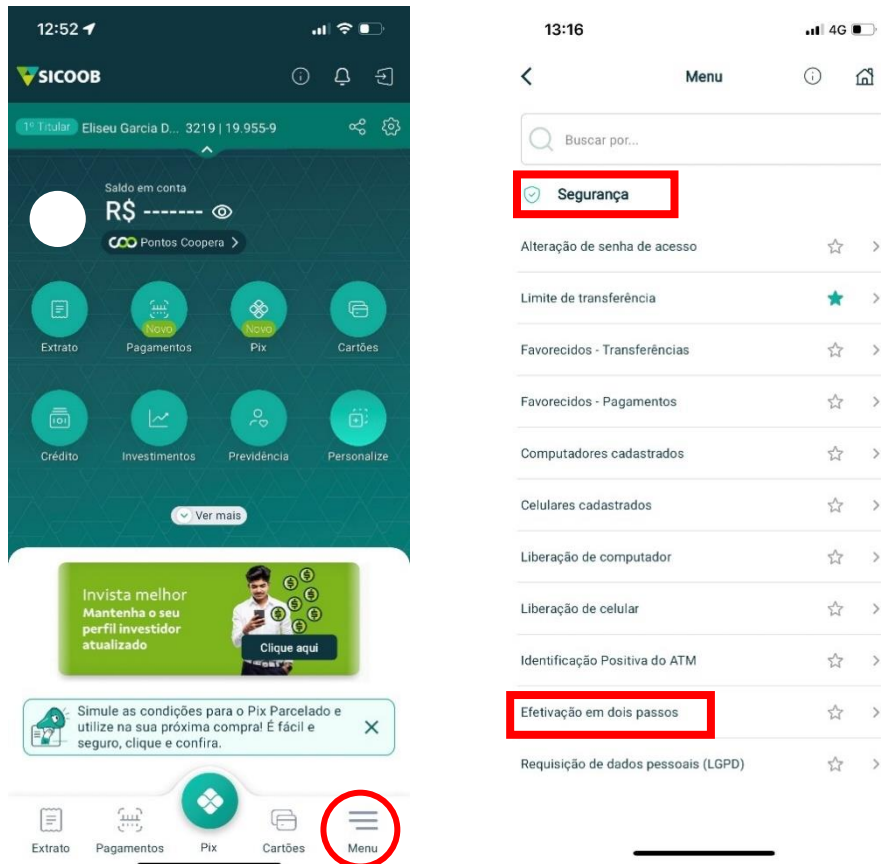 12:52
SICOOB
1º Titular Eliseu Garcia D... 3219 | 19.955-9
Saldo em conta
R$ -------
COO Pontos Coopera >
Novo
Novo
Extrato
Pagamentos
Pix
Cartões
Crédito
Investimentos
Previdência
Personalize
Ver mais
Invista melhor
Mantenha o seu
perfil investidor
atualizado
Clique aqui
Simule as condições para o Pix Parcelado e
utilize na sua próxima compra! É fácil e
seguro, clique e confira.
Extrato
Pagamentos
Pix
Cartões
Menu
13:16
4G
Menu
Buscar por...
Segurança
Alteração de senha de acesso
Limite de transferência
Favorecidos - Transferências
Favorecidos - Pagamentos
Computadores cadastrados
Celulares cadastrados
Liberação de computador
Liberação de celular
Identificação Positiva do ATM
Efetivação em dois passos
Requisição de dados pessoais (LGPD)